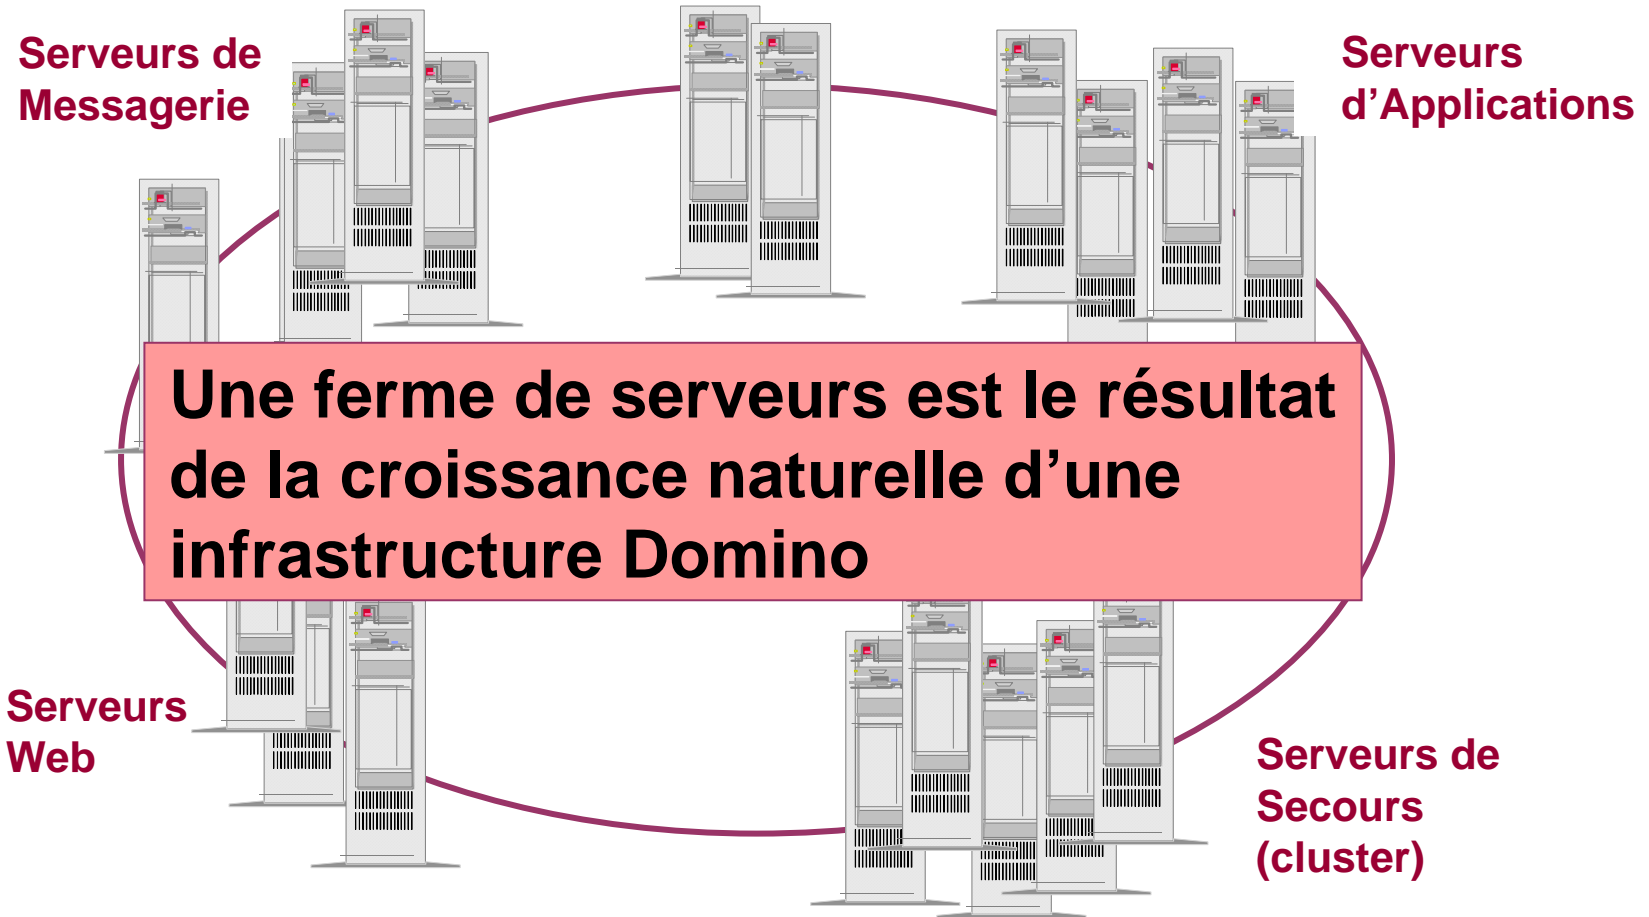 Serveurs de
Messagerie
Serveurs
d’Applications
Une ferme de serveurs est le résultat
de la croissance naturelle d’une
infrastructure Domino
Serveurs
Web
Serveurs de
Secours
(cluster)